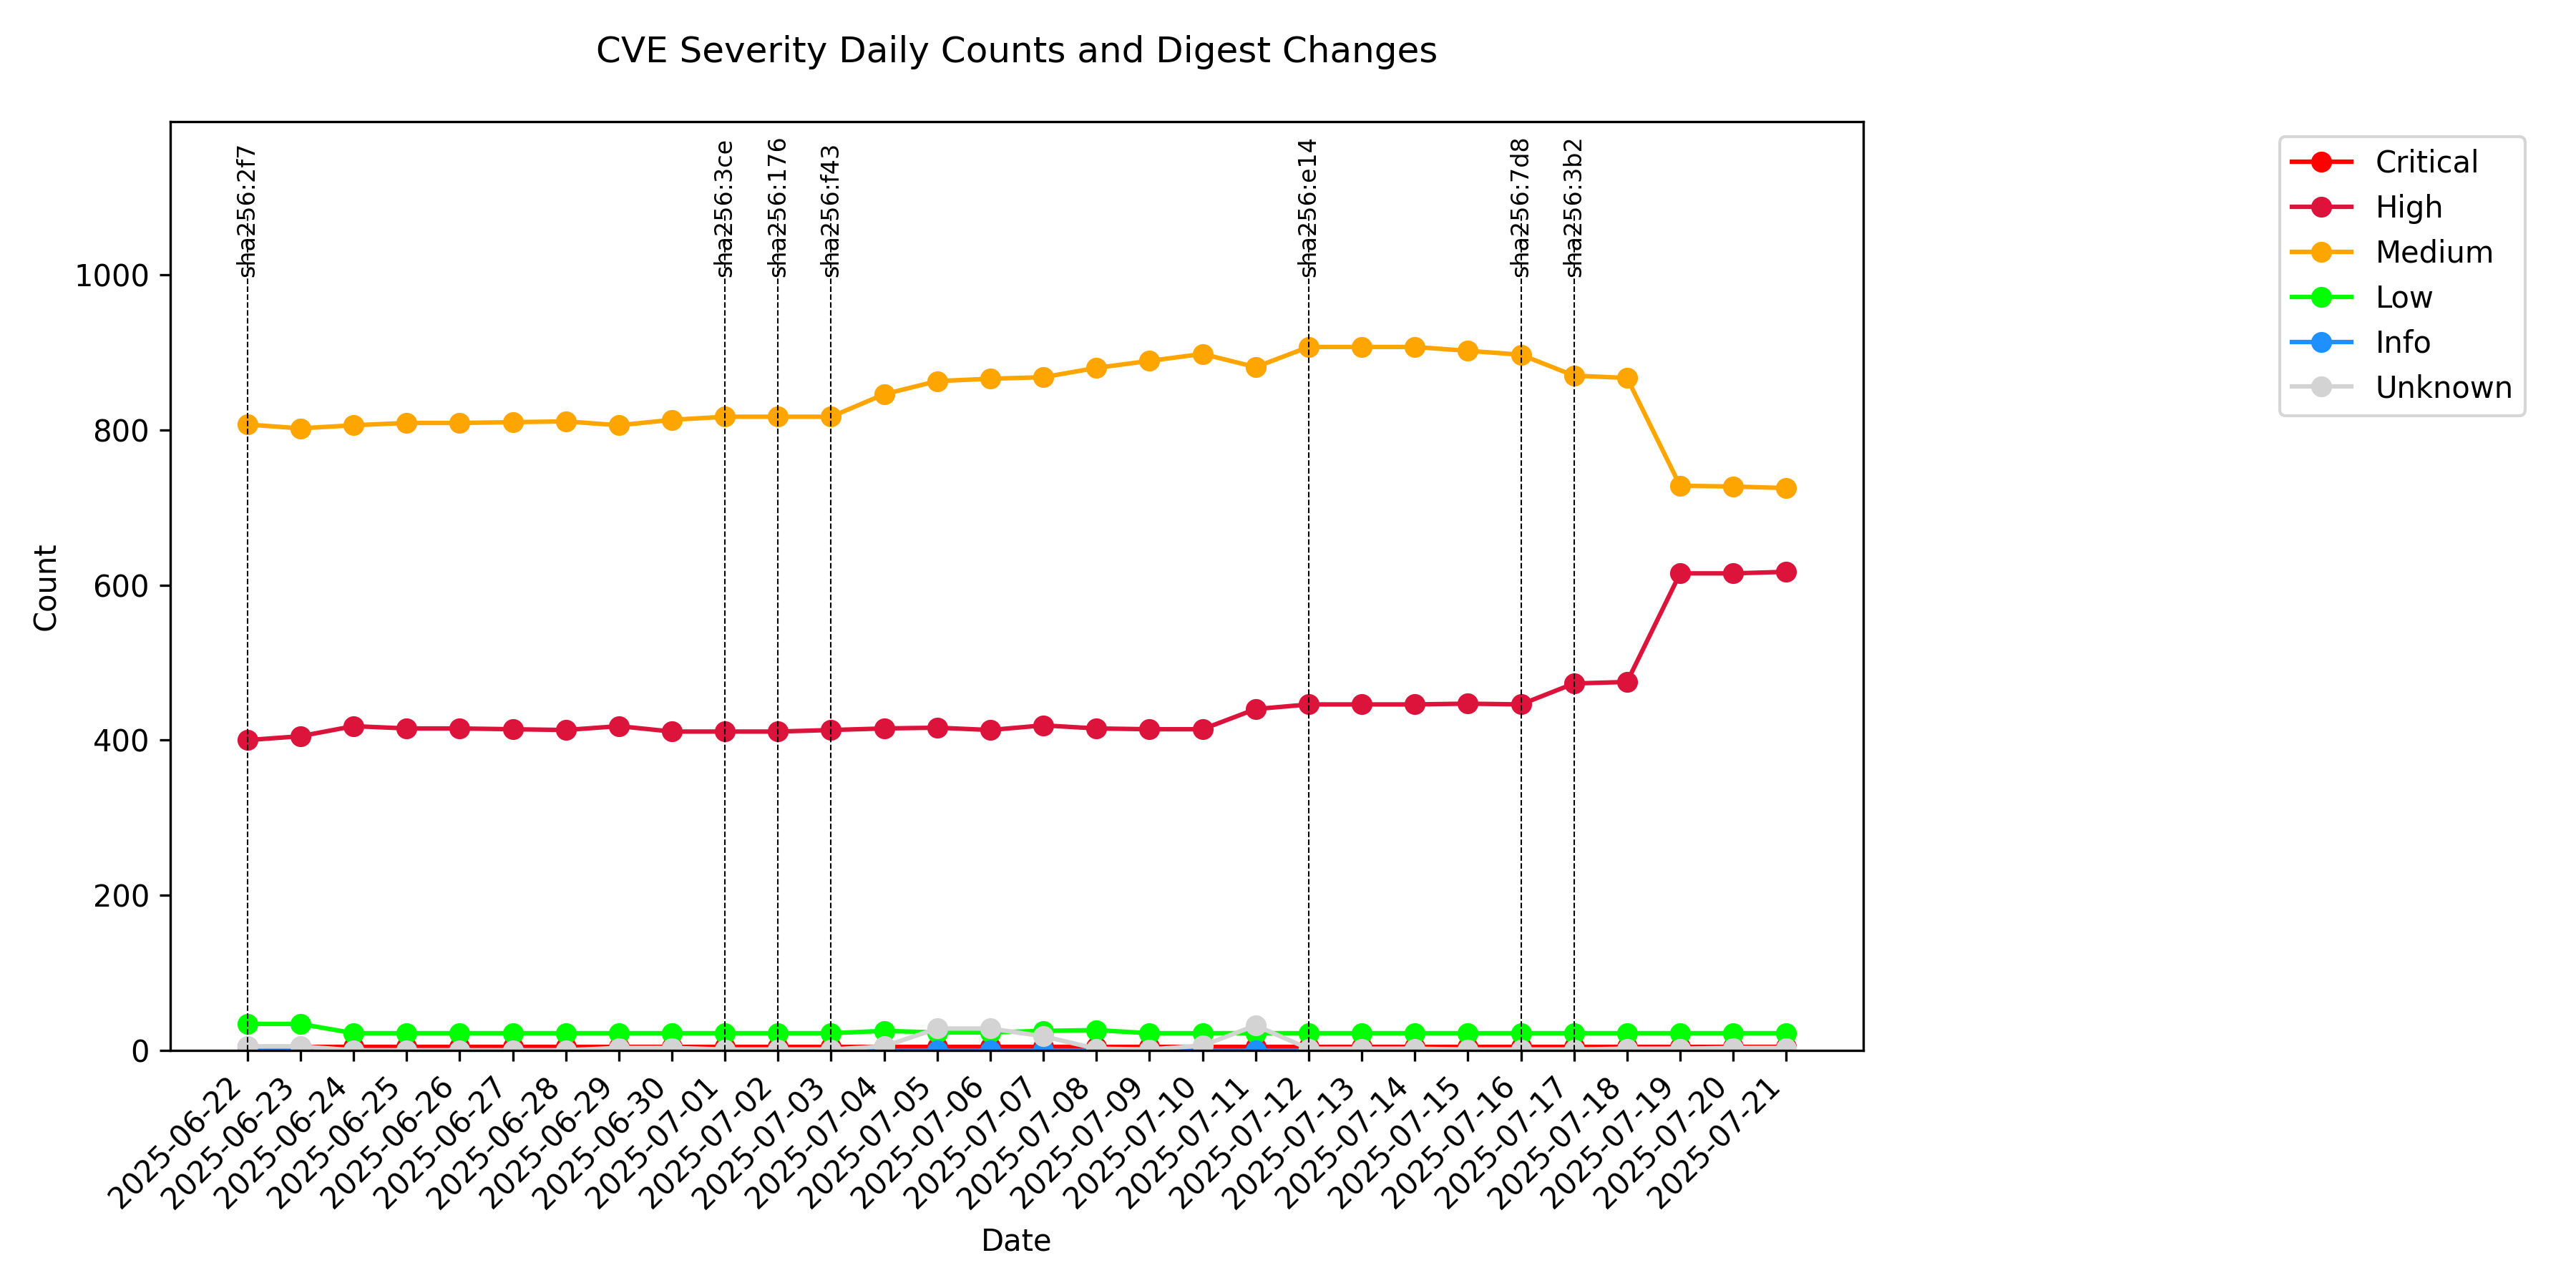 CVE Severity Daily Counts and Digest Changes
sha256:2f7
sha256:3ce
sha256:176
sha256:f43
sha256:e14
sha256:7d8
sha256:3b2
Critical
High
Medium
Low
Info
Unknown
Count
1000
800
600
400
200
0
2025-06-22
2025-06-23
2025-06-24
2025-06-25
2025-06-26
2025-06-27
2025-06-28
2025-06-29
2025-06-30
2025-07-01
2025-07-02
2025-07-03
2025-07-04
2025-07-05
2025-07-06
2025-07-07
2025-07-08
2025-07-09
2025-07-10
2025-07-11
2025-07-12
2025-07-13
2025-07-14
2025-07-15
2025-07-16
2025-07-17
2025-07-18
2025-07-19
2025-07-20
2025-07-21
Date